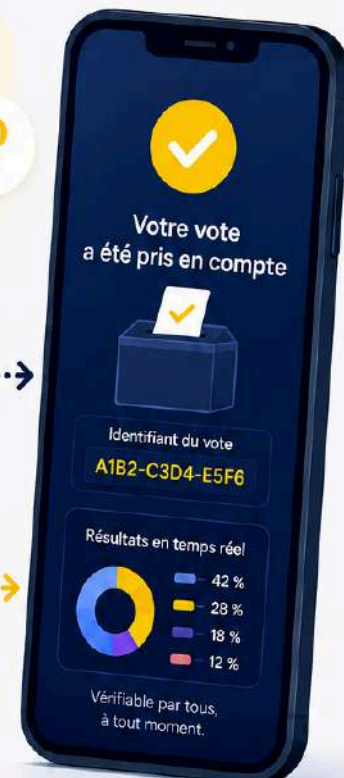 Votre vote
a été pris en compte
Identifiant du vote
A1B2-C3D4-E5F6
Résultats en temps réel
42 %
28 %
18 %
12 %
Vérifiable par tous,
à tout moment.